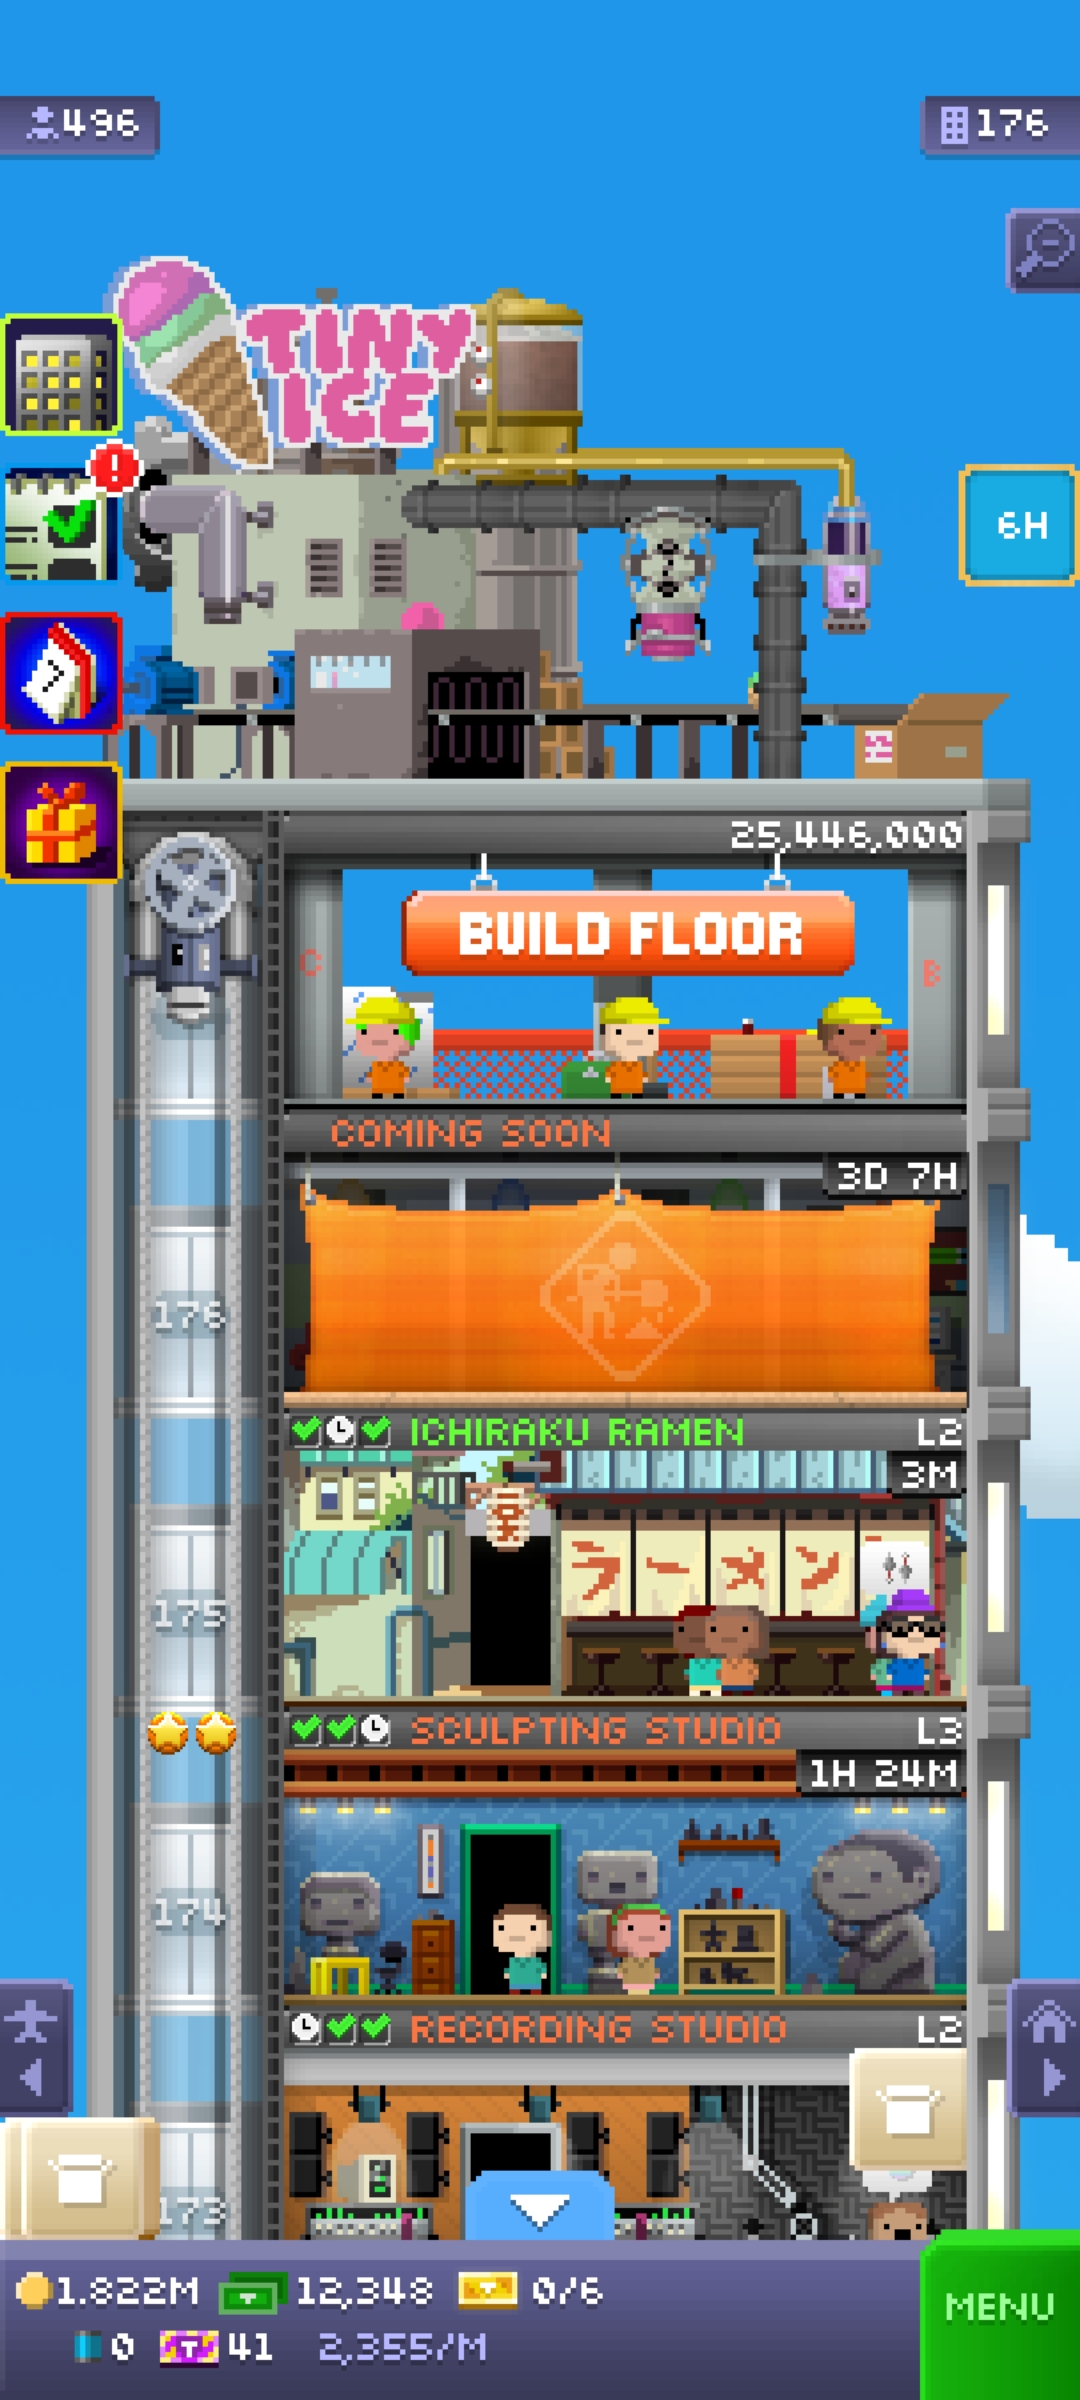 496
176
TINY
ICE
6H
25,446,000
BUILD FLOOR
C
B
COMING SOON
3D 7H
176
ICHIRAKU RAMEN L2
3M
ラーメン
175
SCULPTING STUDIO L3
1H 24M
174
RECORDING STUDIO L2
173
1.822M 12,348 0/6
MENU
0 41 2,355/M